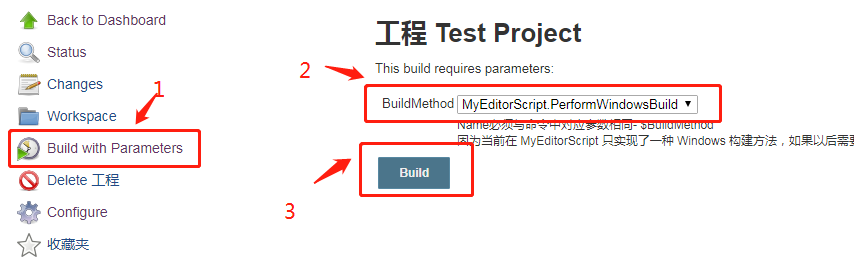 Back to Dashboard
Status
Changes
1
Workspace
Build with Parameters
Delete 工程
Configure
收藏夹
工程 Test Project
This build requires parameters:
2
BuildMethod MyEditorScript.PerformWindowsBuild
Name必须与命令中对应参数相同- $BuildMethod
因为当前在 MyEditorScript 只实现了一种 Windows 构建方法，如果以后需要
3
Build